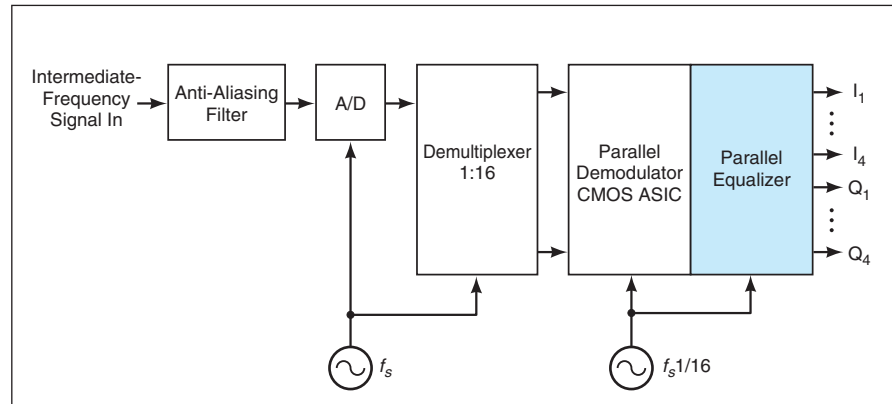 Intermediate-
Frequency
Signal In
Anti-Aliasing
Filter
A/D
Demultiplexer
1:16
Parallel
Demodulator
CMOS ASIC
Parallel
Equalizer
I1
I4
Q1
Q4
fs
fs1/16